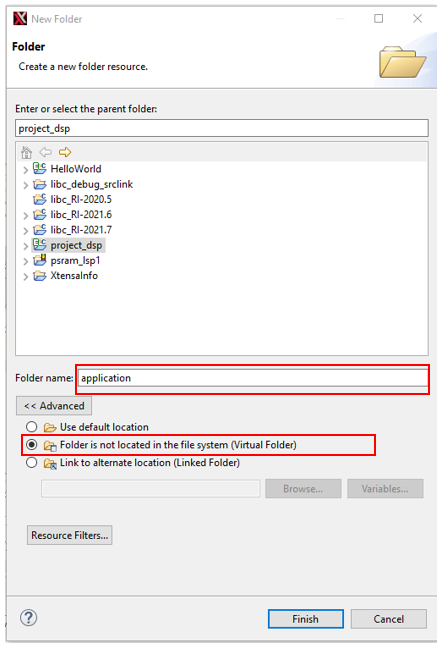 New Folder
Folder
Create a new folder resource.
Enter or select the parent folder:
project_dsp
HelloWorld
libc_debug_srclink
libc_RI-2020.5
libc_RI-2021.6
libc_RI-2021.7
project_dsp
psram_lsp1
XtensaInfo
Folder name: application
<< Advanced
Use default location
Folder is not located in the file system (Virtual Folder)
Link to alternate location (Linked Folder)
Browse... Variables...
Resource Filters...
Finish Cancel